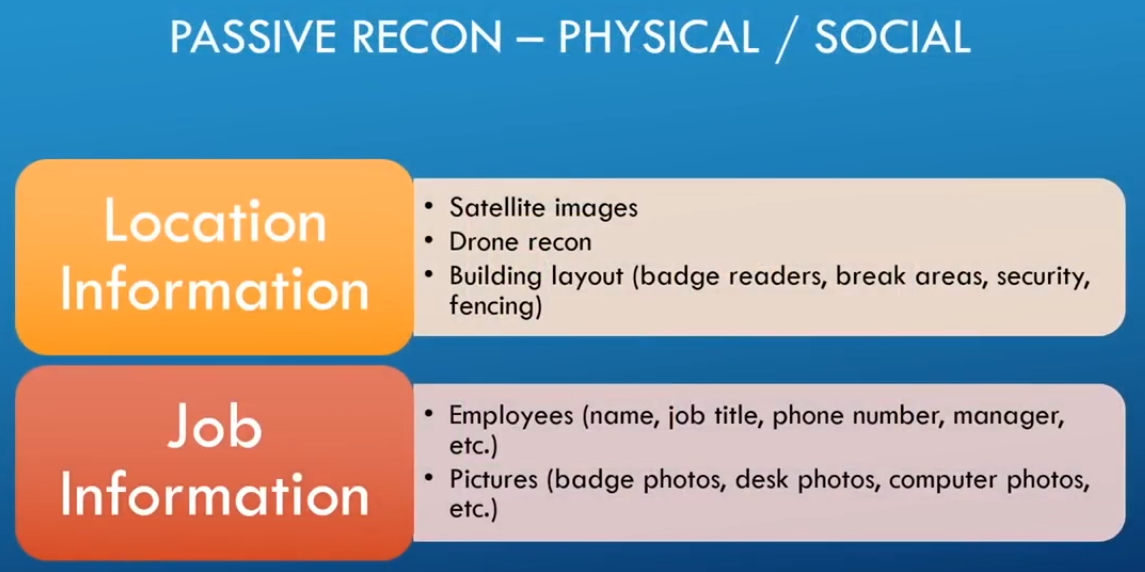 PASSIVE RECON – PHYSICAL / SOCIAL
Location
Information
• Satellite images
• Drone recon
• Building layout (badge readers, break areas, security,
fencing)
Job
Information
• Employees (name, job title, phone number, manager,
etc.)
• Pictures (badge photos, desk photos, computer photos,
etc.)